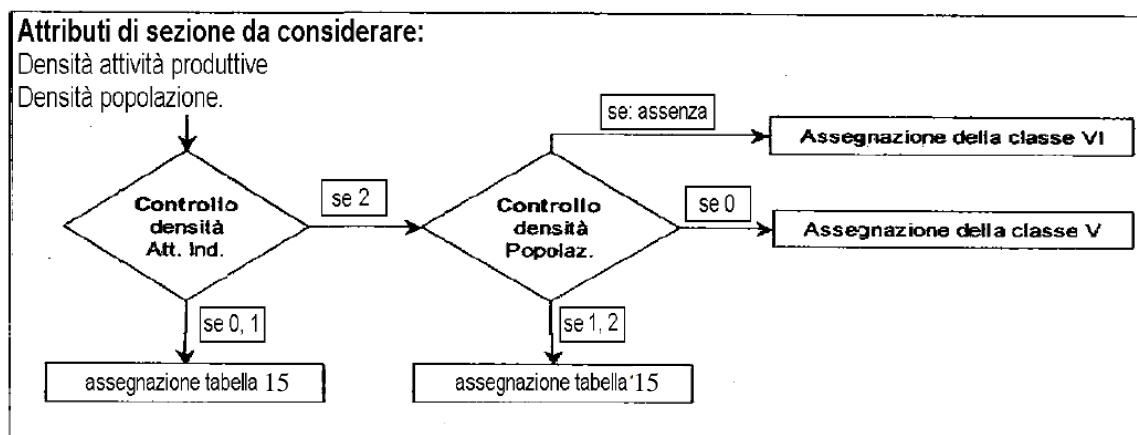 Attributi di sezione da considerare:
Densità attività produttive
Densità popolazione.
se: assenza
Assegnazione della classe VI
Controllo
densità
Att. Ind.
se 2
Controllo
densità
Popolaz.
se 0
Assegnazione della classe V
se 0, 1
se 1, 2
assegnazione tabella 15
assegnazione tabella 15